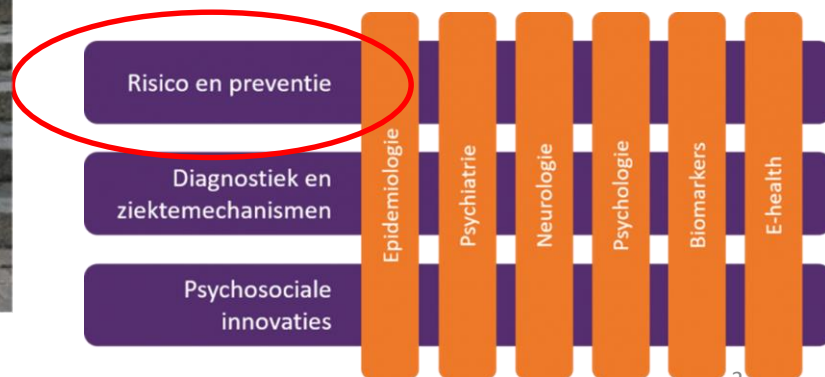 Risico en preventie
Diagnostiek en
ziektemechanismen
Psychosociale
innovaties
Epidemiologie
Psychiatrie
Neurologie
Psychologie
Biomarkers
E-health